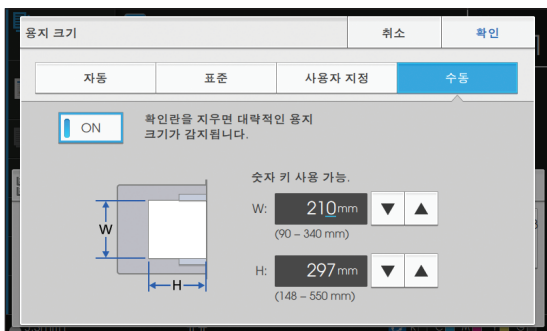 용지 크기
취소
확인
자동
표준
사용자 지정
수동
ON
확인란을 지우면 대략적인 용지
크기가 감지됩니다.
숫자 키 사용 가능.
W: 210mm
(90 – 340 mm)
W
H: 297mm
(148 – 550 mm)
H